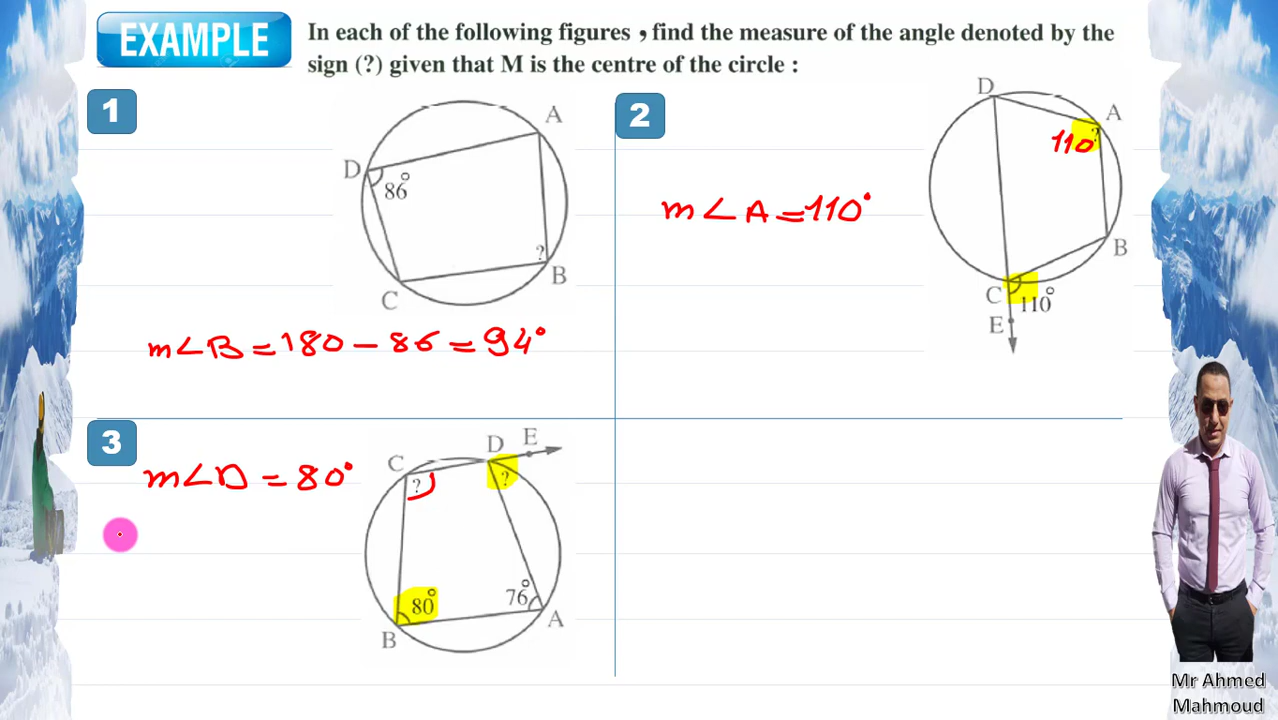 EXAMPLE
In each of the following figures , find the measure of the angle denoted by the
sign (?) given that M is the centre of the circle :
1
A
D
86°
?
B
C
m∠B = 180 - 86 = 94°
2
D
A
?
110°
m∠A = 110°
B
C
110°
E
3
m∠D = 80°
D
E
C
?
?
80°
76°
A
B
Mr Ahmed
Mahmoud